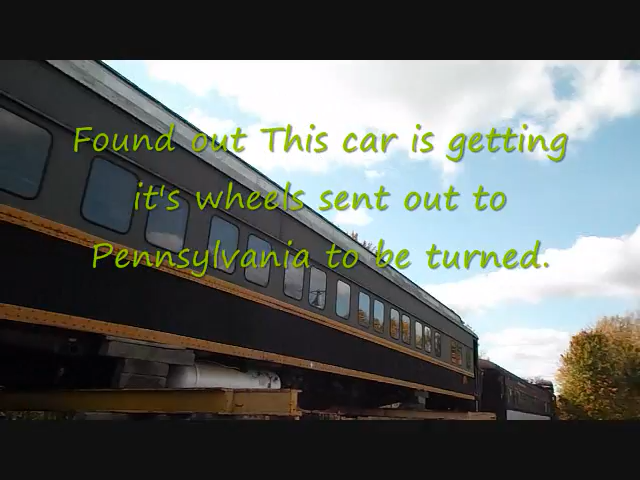 Found out This car is getting
it's wheels sent out to
Pennsylvania to be turned.